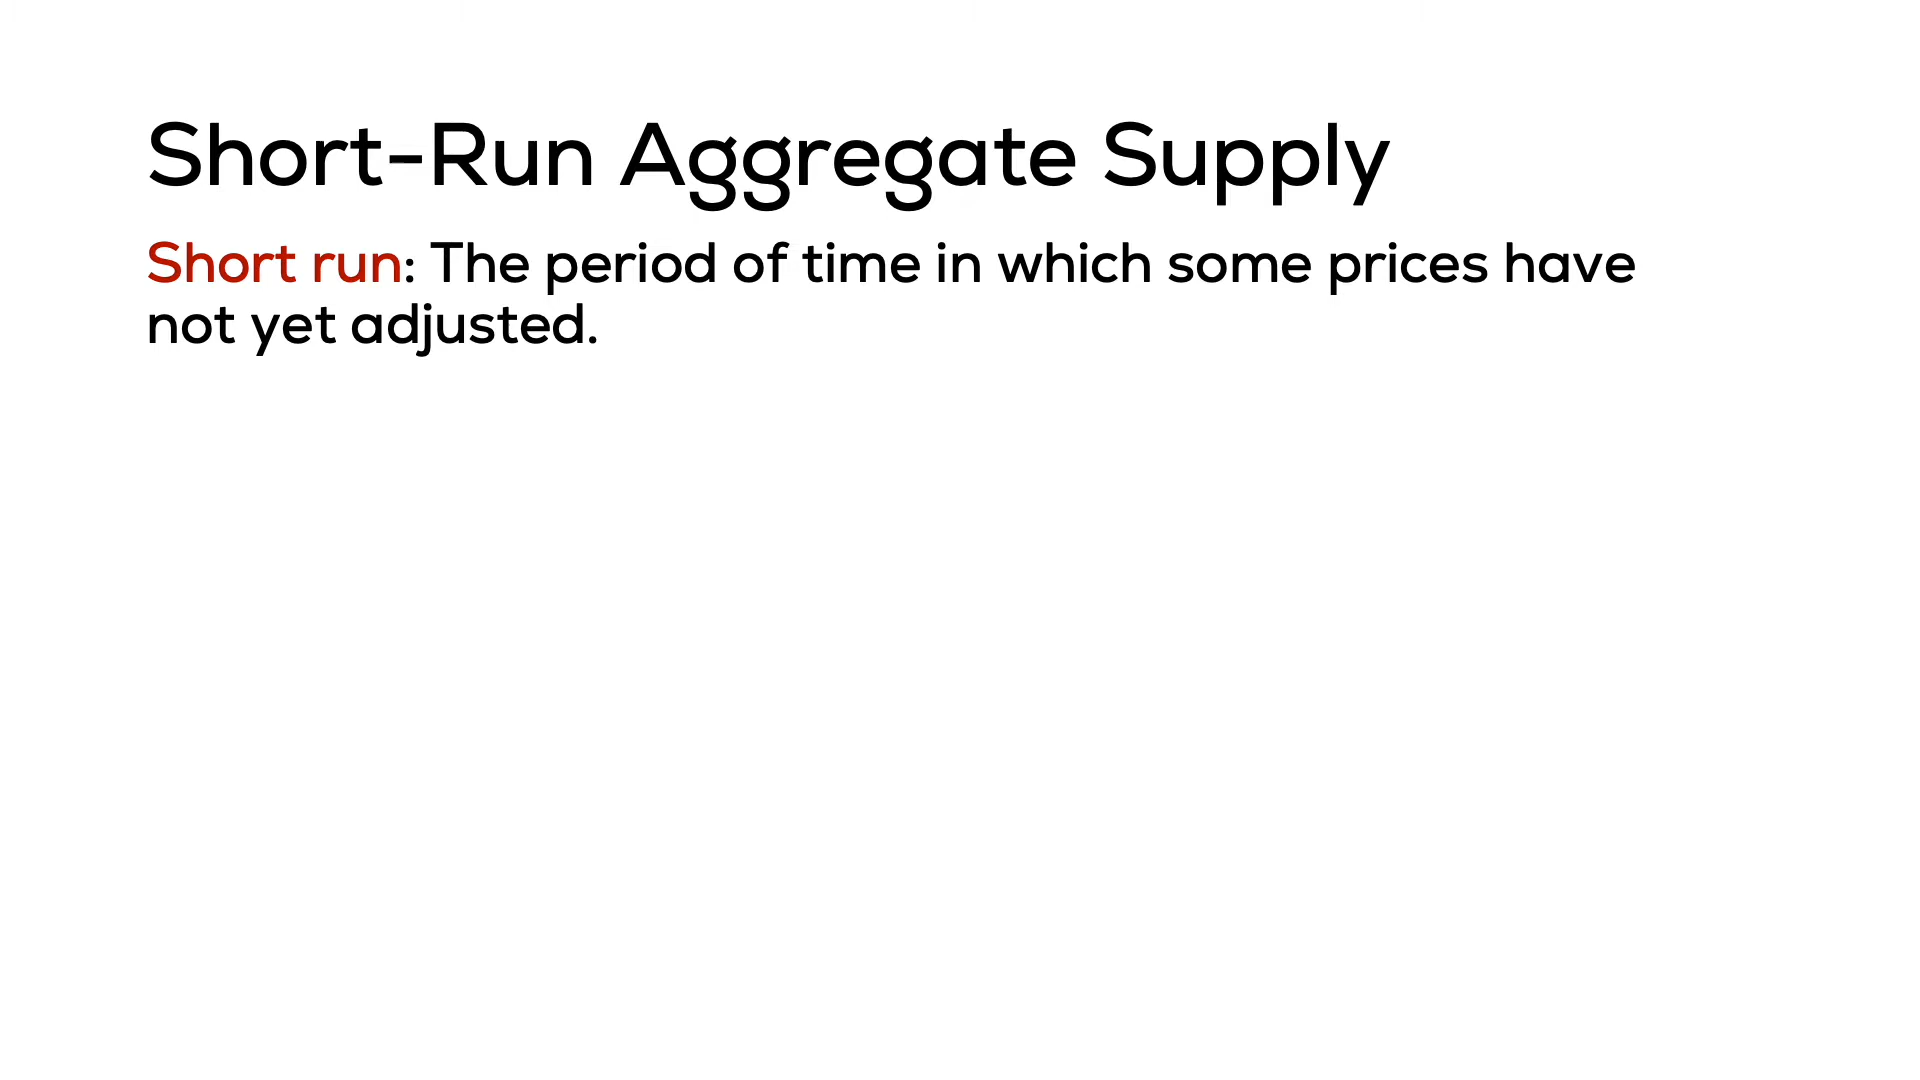 Short-Run Aggregate Supply
Short run: The period of time in which some prices have
not yet adjusted.